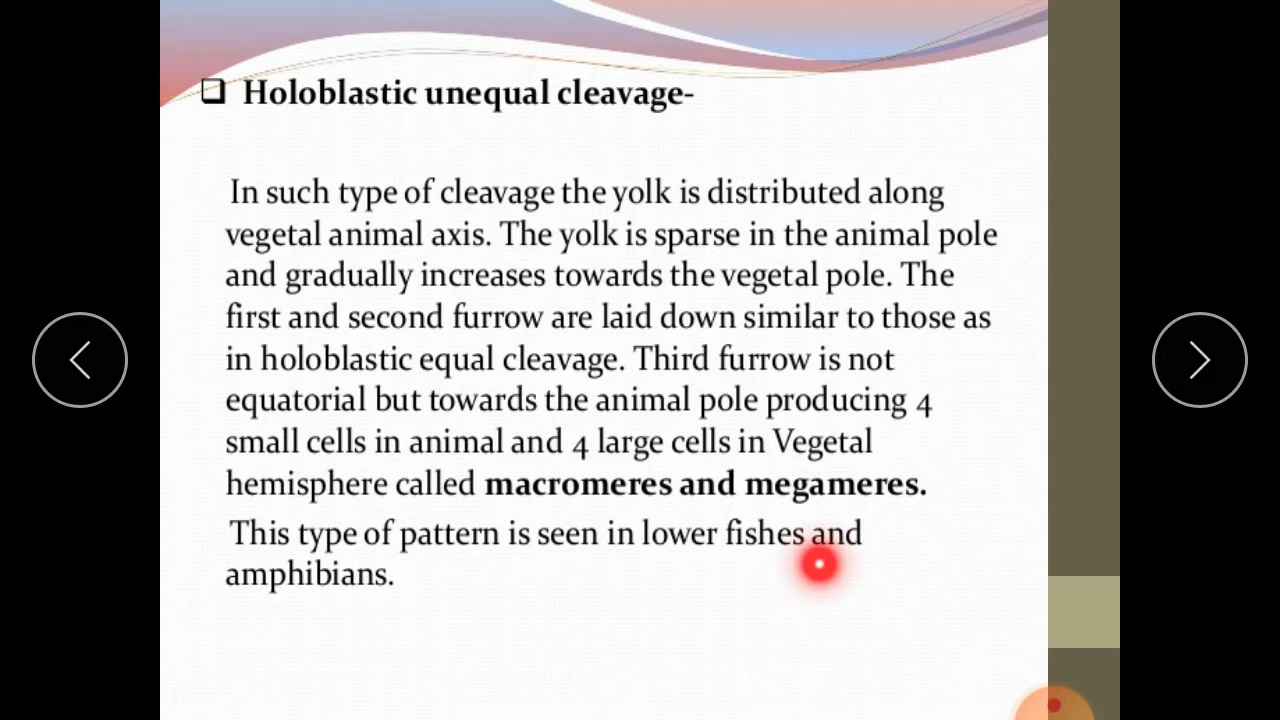 ❑ Holoblastic unequal cleavage-
In such type of cleavage the yolk is distributed along
vegetal animal axis. The yolk is sparse in the animal pole
and gradually increases towards the vegetal pole. The
first and second furrow are laid down similar to those as
in holoblastic equal cleavage. Third furrow is not
equatorial but towards the animal pole producing 4
small cells in animal and 4 large cells in Vegetal
hemisphere called macromeres and megameres.
This type of pattern is seen in lower fishes and
amphibians.